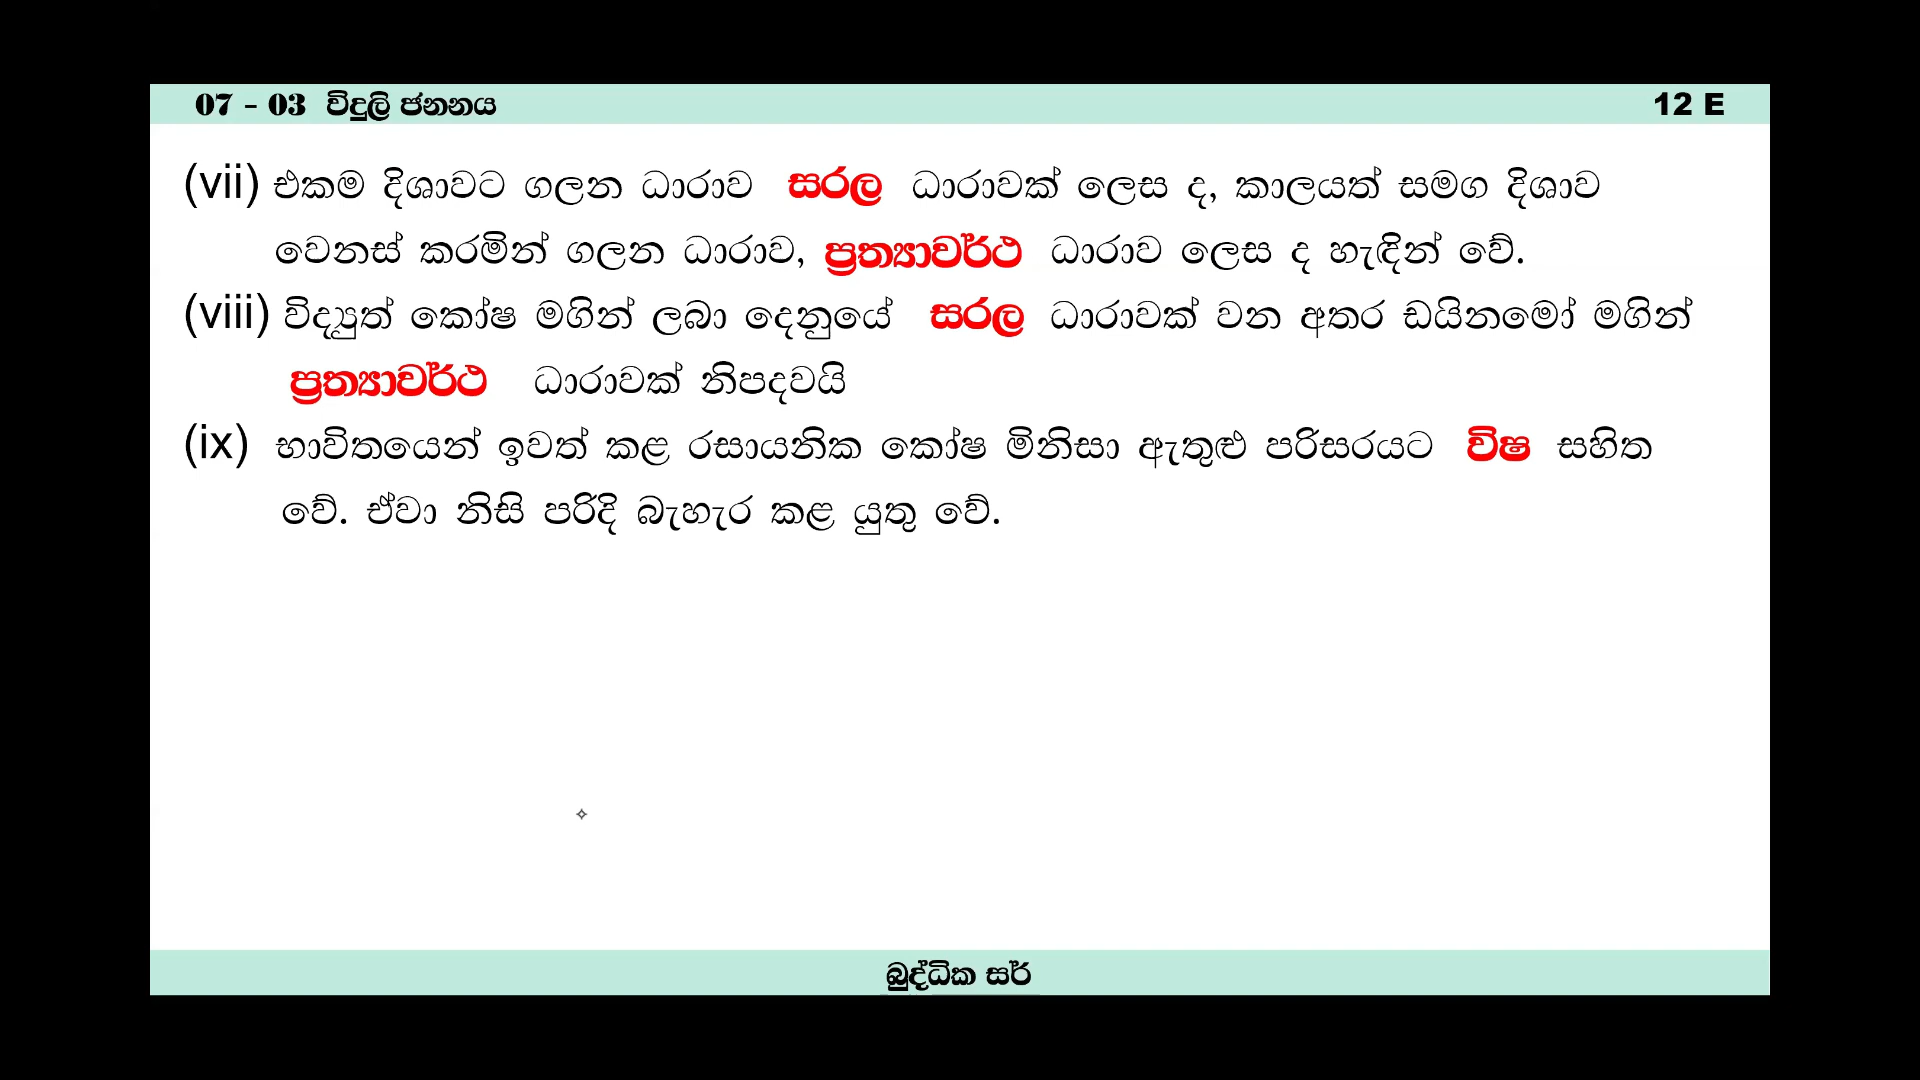 07 - 03 විදුලි ජනනය
12 E
(vii) එකම දිශාවට ගලන ධාරාව සරල ධාරාවක් ලෙස ද, කාලයත් සමග දිශාව
වෙනස් කරමින් ගලන ධාරාව, ප්‍රත්‍යාවර්ථ ධාරාව ලෙස ද හැඳින් වේ.
(viii) විද්‍යුත් කෝෂ මගින් ලබා දෙනුයේ සරල ධාරාවක් වන අතර ඩයිනමෝ මගින්
ප්‍රත්‍යාවර්ථ ධාරාවක් නිපදවයි
(ix) භාවිතයෙන් ඉවත් කළ රසායනික කෝෂ මිනිසා ඇතුළු පරිසරයට විෂ සහිත
වේ. ඒවා නිසි පරිදි බැහැර කළ යුතු වේ.
බුද්ධික සර්